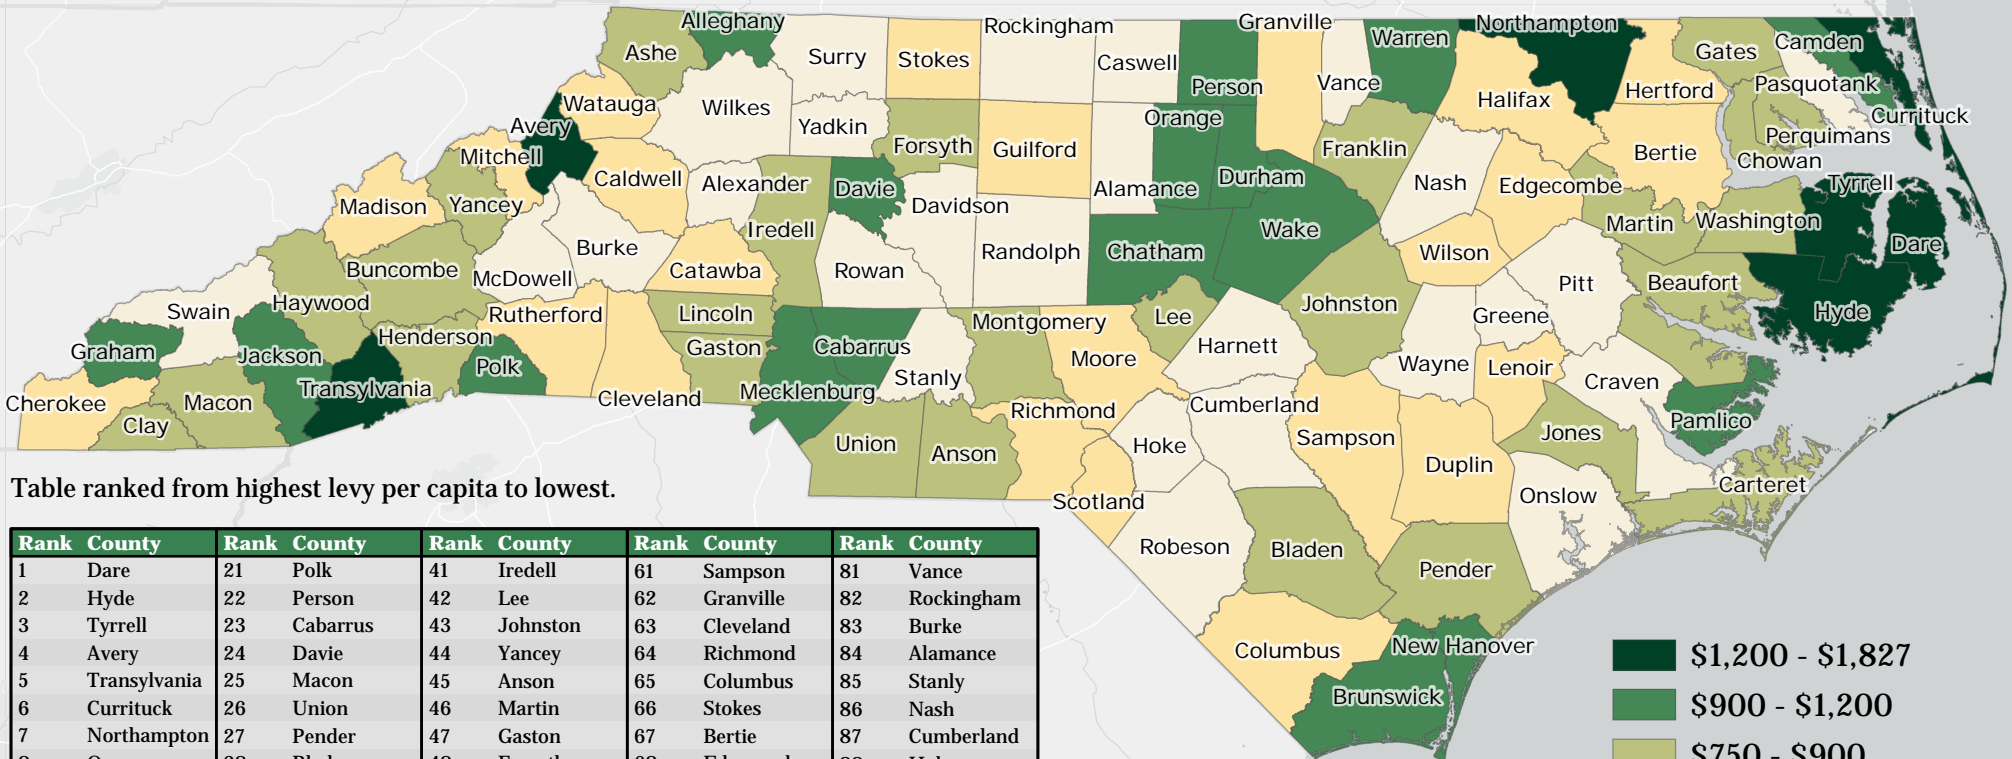 Alleghany
Granville
Northampton
Rockingham
Ashe
Surry
Stokes
Caswell
Warren
Gates
Camden
Person
Vance
Halifax
Hertford
Pasquotank
Watauga
Wilkes
Yadkin
Orange
Currituck
Avery
Forsyth
Guilford
Franklin
Perquimans
Mitchell
Bertie
Chowan
Caldwell
Alexander
Davie
Alamance
Durham
Nash
Edgecombe
Tyrrell
Madison
Yancey
Davidson
Iredell
Wake
Martin
Washington
Burke
Randolph
Chatham
Wilson
Dare
Buncombe
McDowell
Catawba
Rowan
Haywood
Johnston
Pitt
Beaufort
Swain
Rutherford
Lincoln
Montgomery
Lee
Greene
Hyde
Henderson
Gaston
Cabarrus
Moore
Harnett
Graham
Jackson
Polk
Stanly
Wayne
Lenoir
Craven
Transylvania
Mecklenburg
Cherokee
Macon
Cleveland
Richmond
Cumberland
Pamlico
Clay
Union
Anson
Hoke
Sampson
Jones
Duplin
Carteret
Scotland
Onslow
Robeson
Bladen
Pender
Columbus
New Hanover
Brunswick
Table ranked from highest levy per capita to lowest.
Rank County Rank County Rank County Rank County Rank County
1 Dare 21 Polk 41 Iredell 61 Sampson 81 Vance
2 Hyde 22 Person 42 Lee 62 Granville 82 Rockingham
3 Tyrrell 23 Cabarrus 43 Johnston 63 Cleveland 83 Burke
4 Avery 24 Davie 44 Yancey 64 Richmond 84 Alamance
5 Transylvania 25 Macon 45 Anson 65 Columbus 85 Stanly
6 Currituck 26 Union 46 Martin 66 Stokes 86 Nash
7 Northampton 27 Pender 47 Gaston 67 Bertie 87 Cumberland
$1,200 - $1,827
$900 - $1,200
$750 - $900